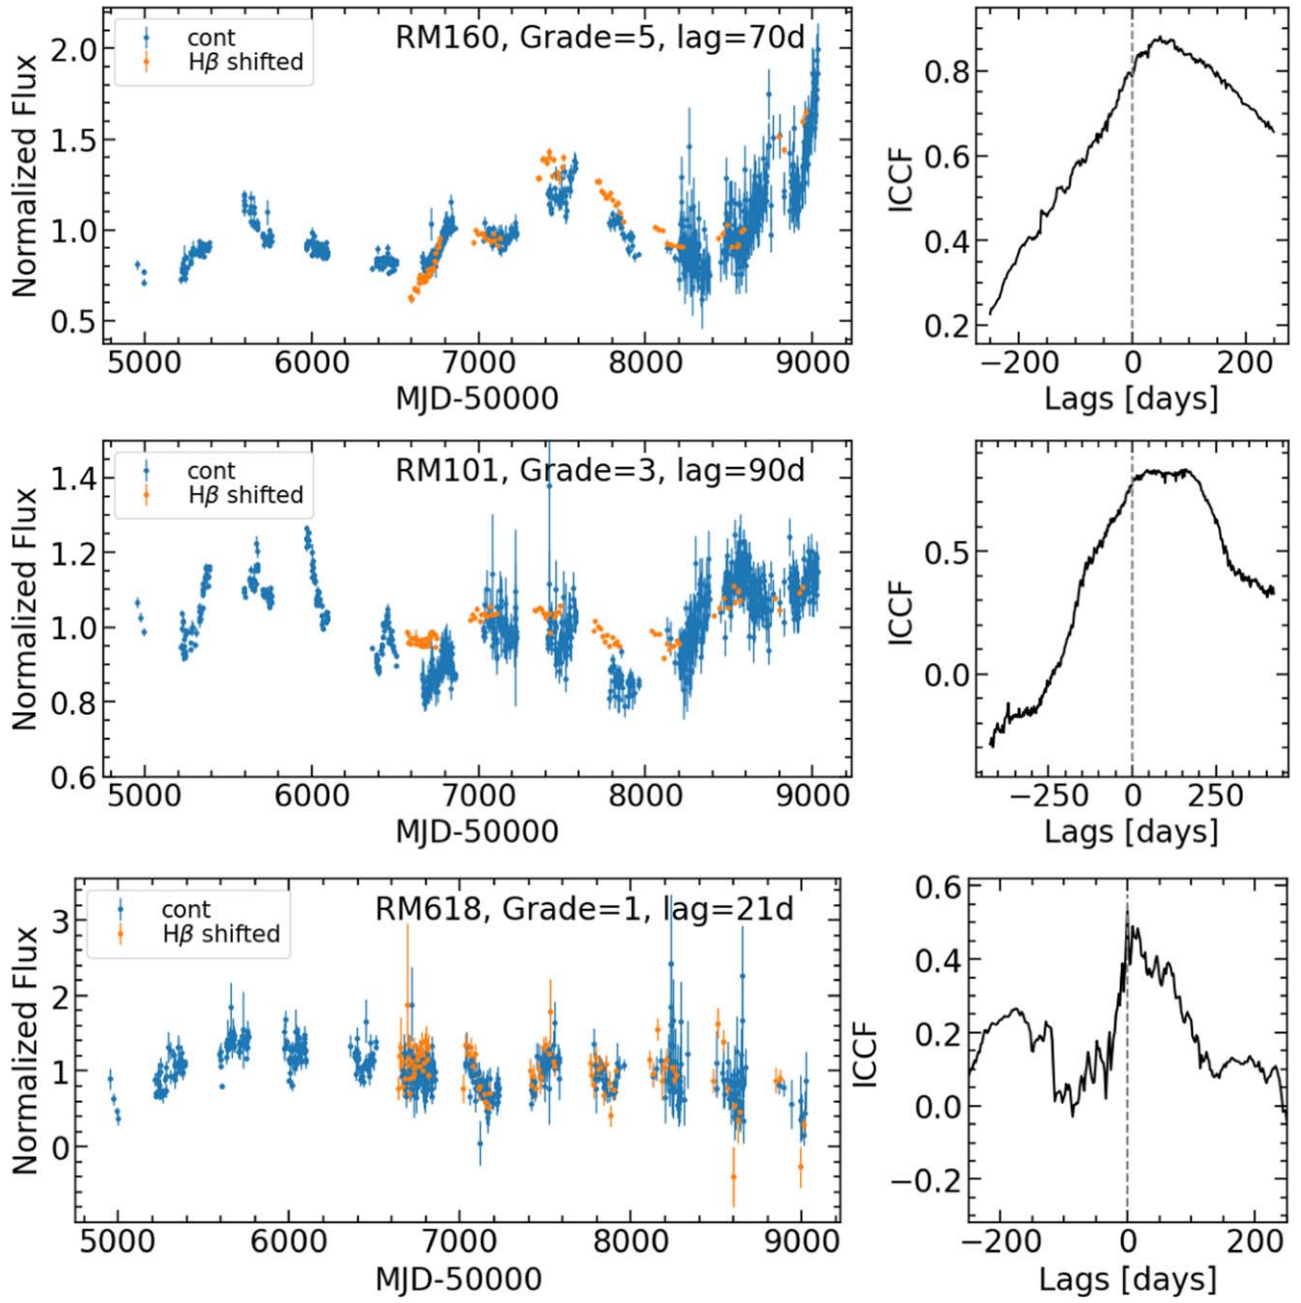 RM160, Grade=5, lag=70d
cont
Hβ shifted
Normalized Flux
2.0
1.5
1.0
0.5
5000 6000 7000 8000 9000
MJD-50000
ICCF
0.8
0.6
0.4
0.2
−200 0 200
Lags [days]
RM101, Grade=3, lag=90d
cont
Hβ shifted
Normalized Flux
1.4
1.2
1.0
0.8
0.6
5000 6000 7000 8000 9000
MJD-50000
ICCF
0.5
0.0
−250 0 250
Lags [days]
RM618, Grade=1, lag=21d
cont
Hβ shifted
Normalized Flux
3
2
1
0
5000 6000 7000 8000 9000
MJD-50000
ICCF
0.6
0.4
0.2
0.0
−0.2
−200 0 200
Lags [days]